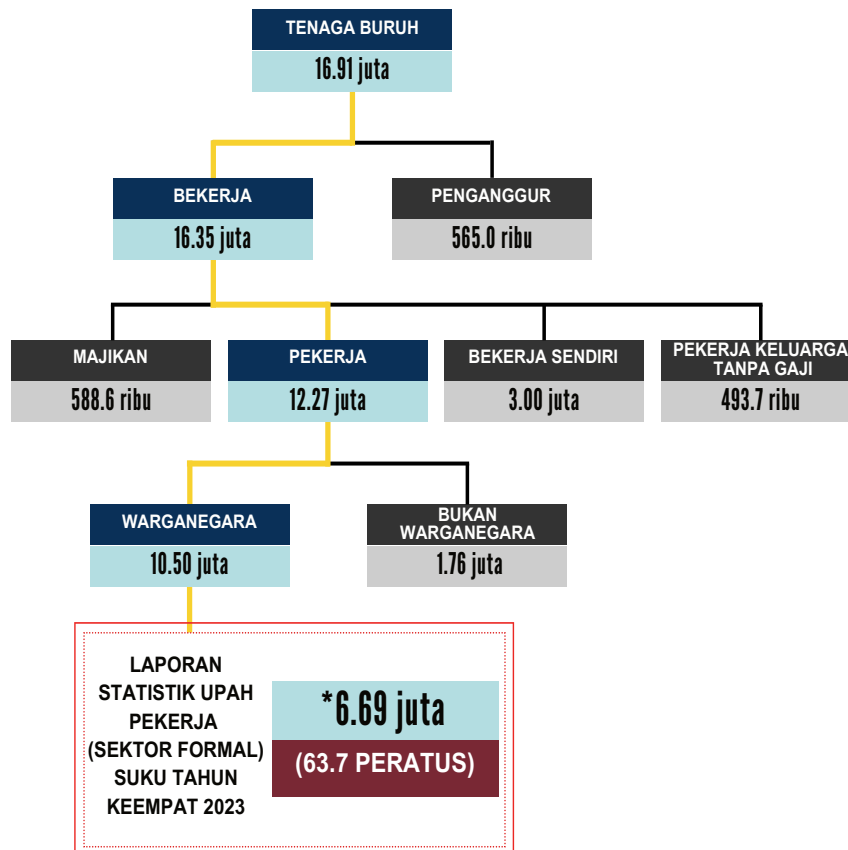 TENAGA BURUH
16.91 juta
BEKERJA
16.35 juta
PENGANGGUR
565.0 ribu
MAJIKAN
588.6 ribu
PEKERJA
12.27 juta
BEKERJA SENDIRI
3.00 juta
PEKERJA KELUARGA
TANPA GAJI
493.7 ribu
WARGANEGARA
10.50 juta
BUKAN
WARGANEGARA
1.76 juta
LAPORAN
STATISTIK UPAH
PEKERJA
(SEKTOR FORMAL)
SUKU TAHUN
KEEMPAT 2023
*6.69 juta
(63.7 PERATUS)